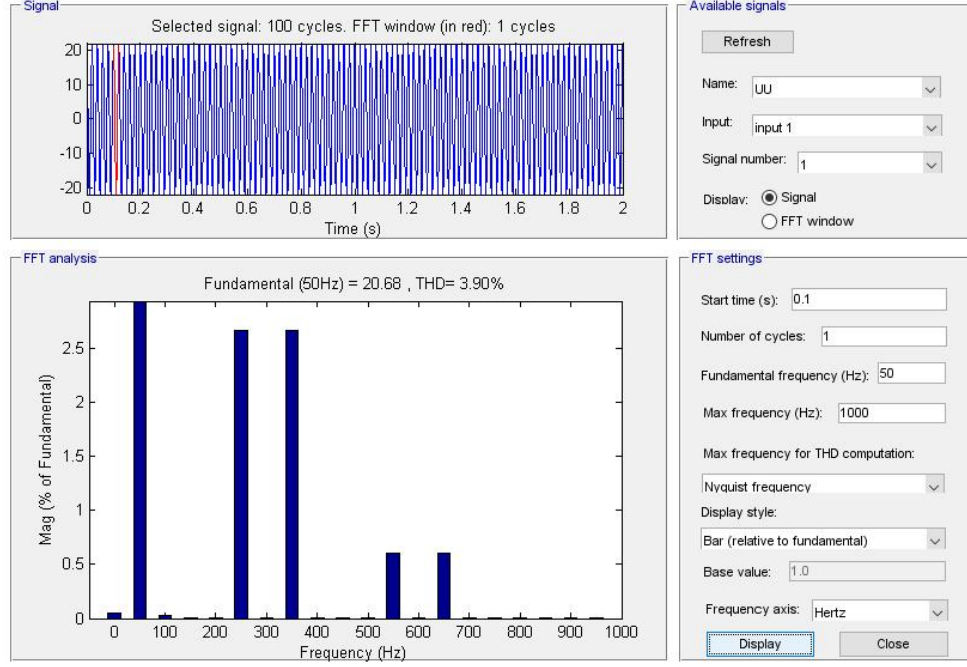 Signal
Selected signal: 100 cycles. FFT window (in red): 1 cycles
20
10
0
-10
-20
0 0.2 0.4 0.6 0.8 1 1.2 1.4 1.6 1.8 2
Time (s)
Available signals
Refresh
Name: UU
Input: input 1
Signal number: 1
Display: Signal
FFT window
FFT analysis
Fundamental (50Hz) = 20.68 , THD= 3.90%
Mag (% of Fundamental)
2.5
2
1.5
1
0.5
0
0 100 200 300 400 500 600 700 800 900 1000
Frequency (Hz)
FFT settings
Start time (s): 0.1
Number of cycles: 1
Fundamental frequency (Hz): 50
Max frequency (Hz): 1000
Max frequency for THD computation:
Nyquist frequency
Display style:
Bar (relative to fundamental)
Base value: 1.0
Frequency axis: Hertz
Display Close